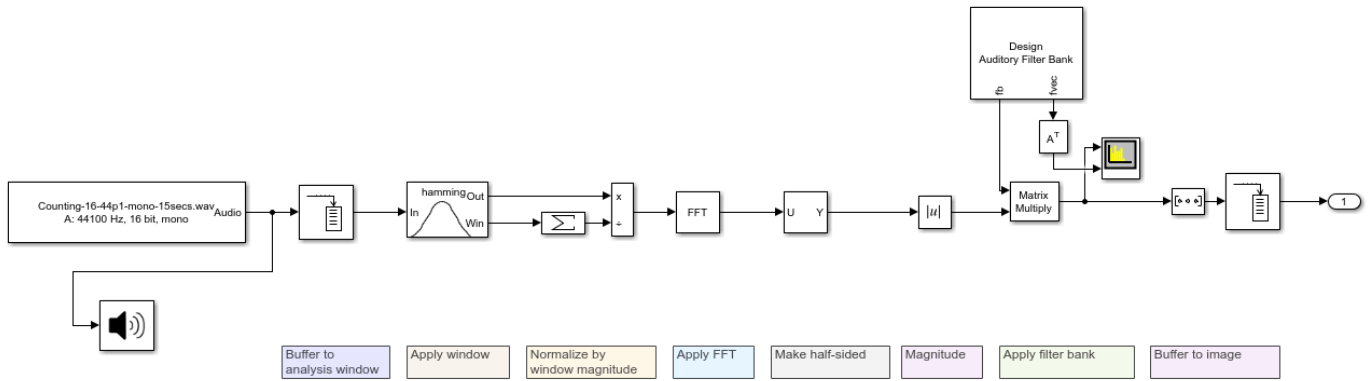 Design
Auditory Filter Bank
fb
fvec
Aᵀ
Counting-16-44p1-mono-15secs.wav
A: 44100 Hz, 16 bit, mono
Audio
hamming
In
Out
Win
Σ
x
÷
FFT
U Y
|u|
Matrix
Multiply
1
Buffer to
analysis window
Apply window
Normalize by
window magnitude
Apply FFT
Make half-sided
Magnitude
Apply filter bank
Buffer to image